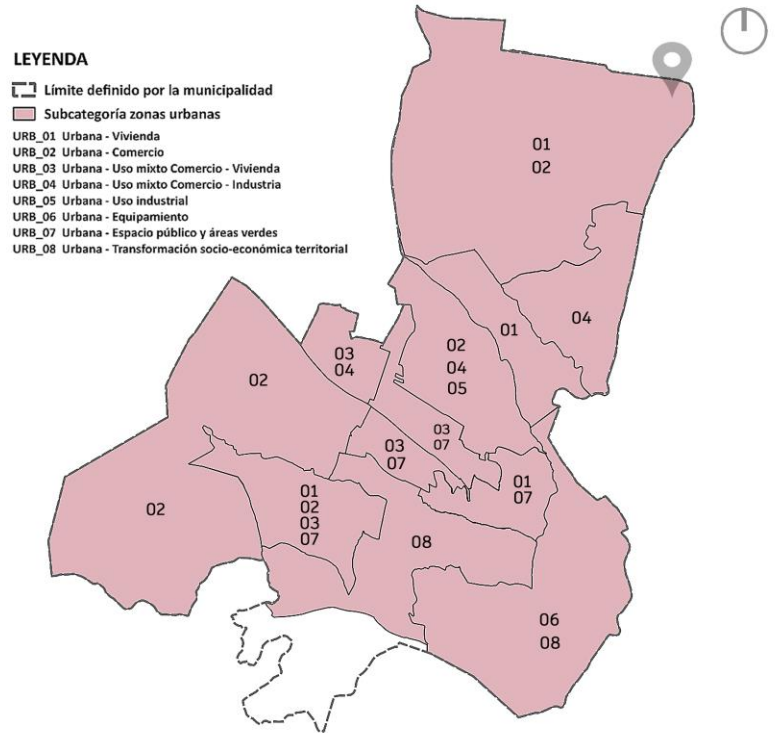 LEYENDA
Límite definido por la municipalidad
Subcategoría zonas urbanas
URB_01 Urbana - Vivienda
URB_02 Urbana - Comercio
URB_03 Urbana - Uso mixto Comercio - Vivienda
URB_04 Urbana - Uso mixto Comercio - Industria
URB_05 Urbana - Uso industrial
URB_06 Urbana - Equipamiento
URB_07 Urbana - Espacio público y áreas verdes
URB_08 Urbana - Transformación socio-económica territorial
01
02
04
01
02
04
05
03
04
02
03
07
03
07
01
07
01
02
03
07
02
08
06
08